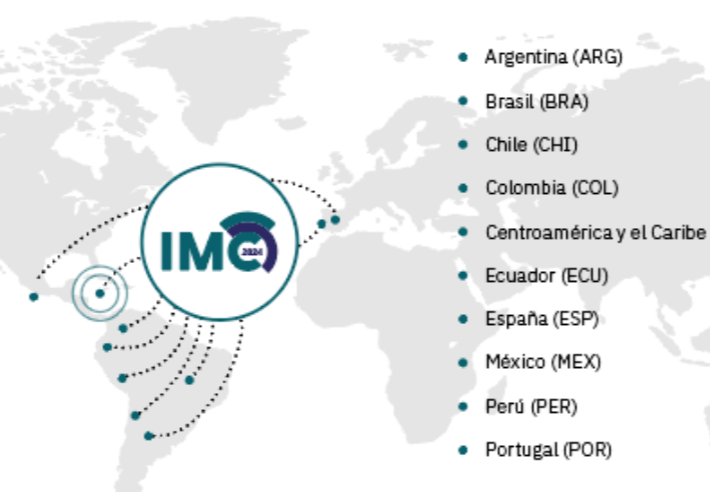 IMC
2024
Argentina (ARG)
Brasil (BRA)
Chile (CHI)
Colombia (COL)
Centroamérica y el Caribe
Ecuador (ECU)
España (ESP)
México (MEX)
Perú (PER)
Portugal (POR)